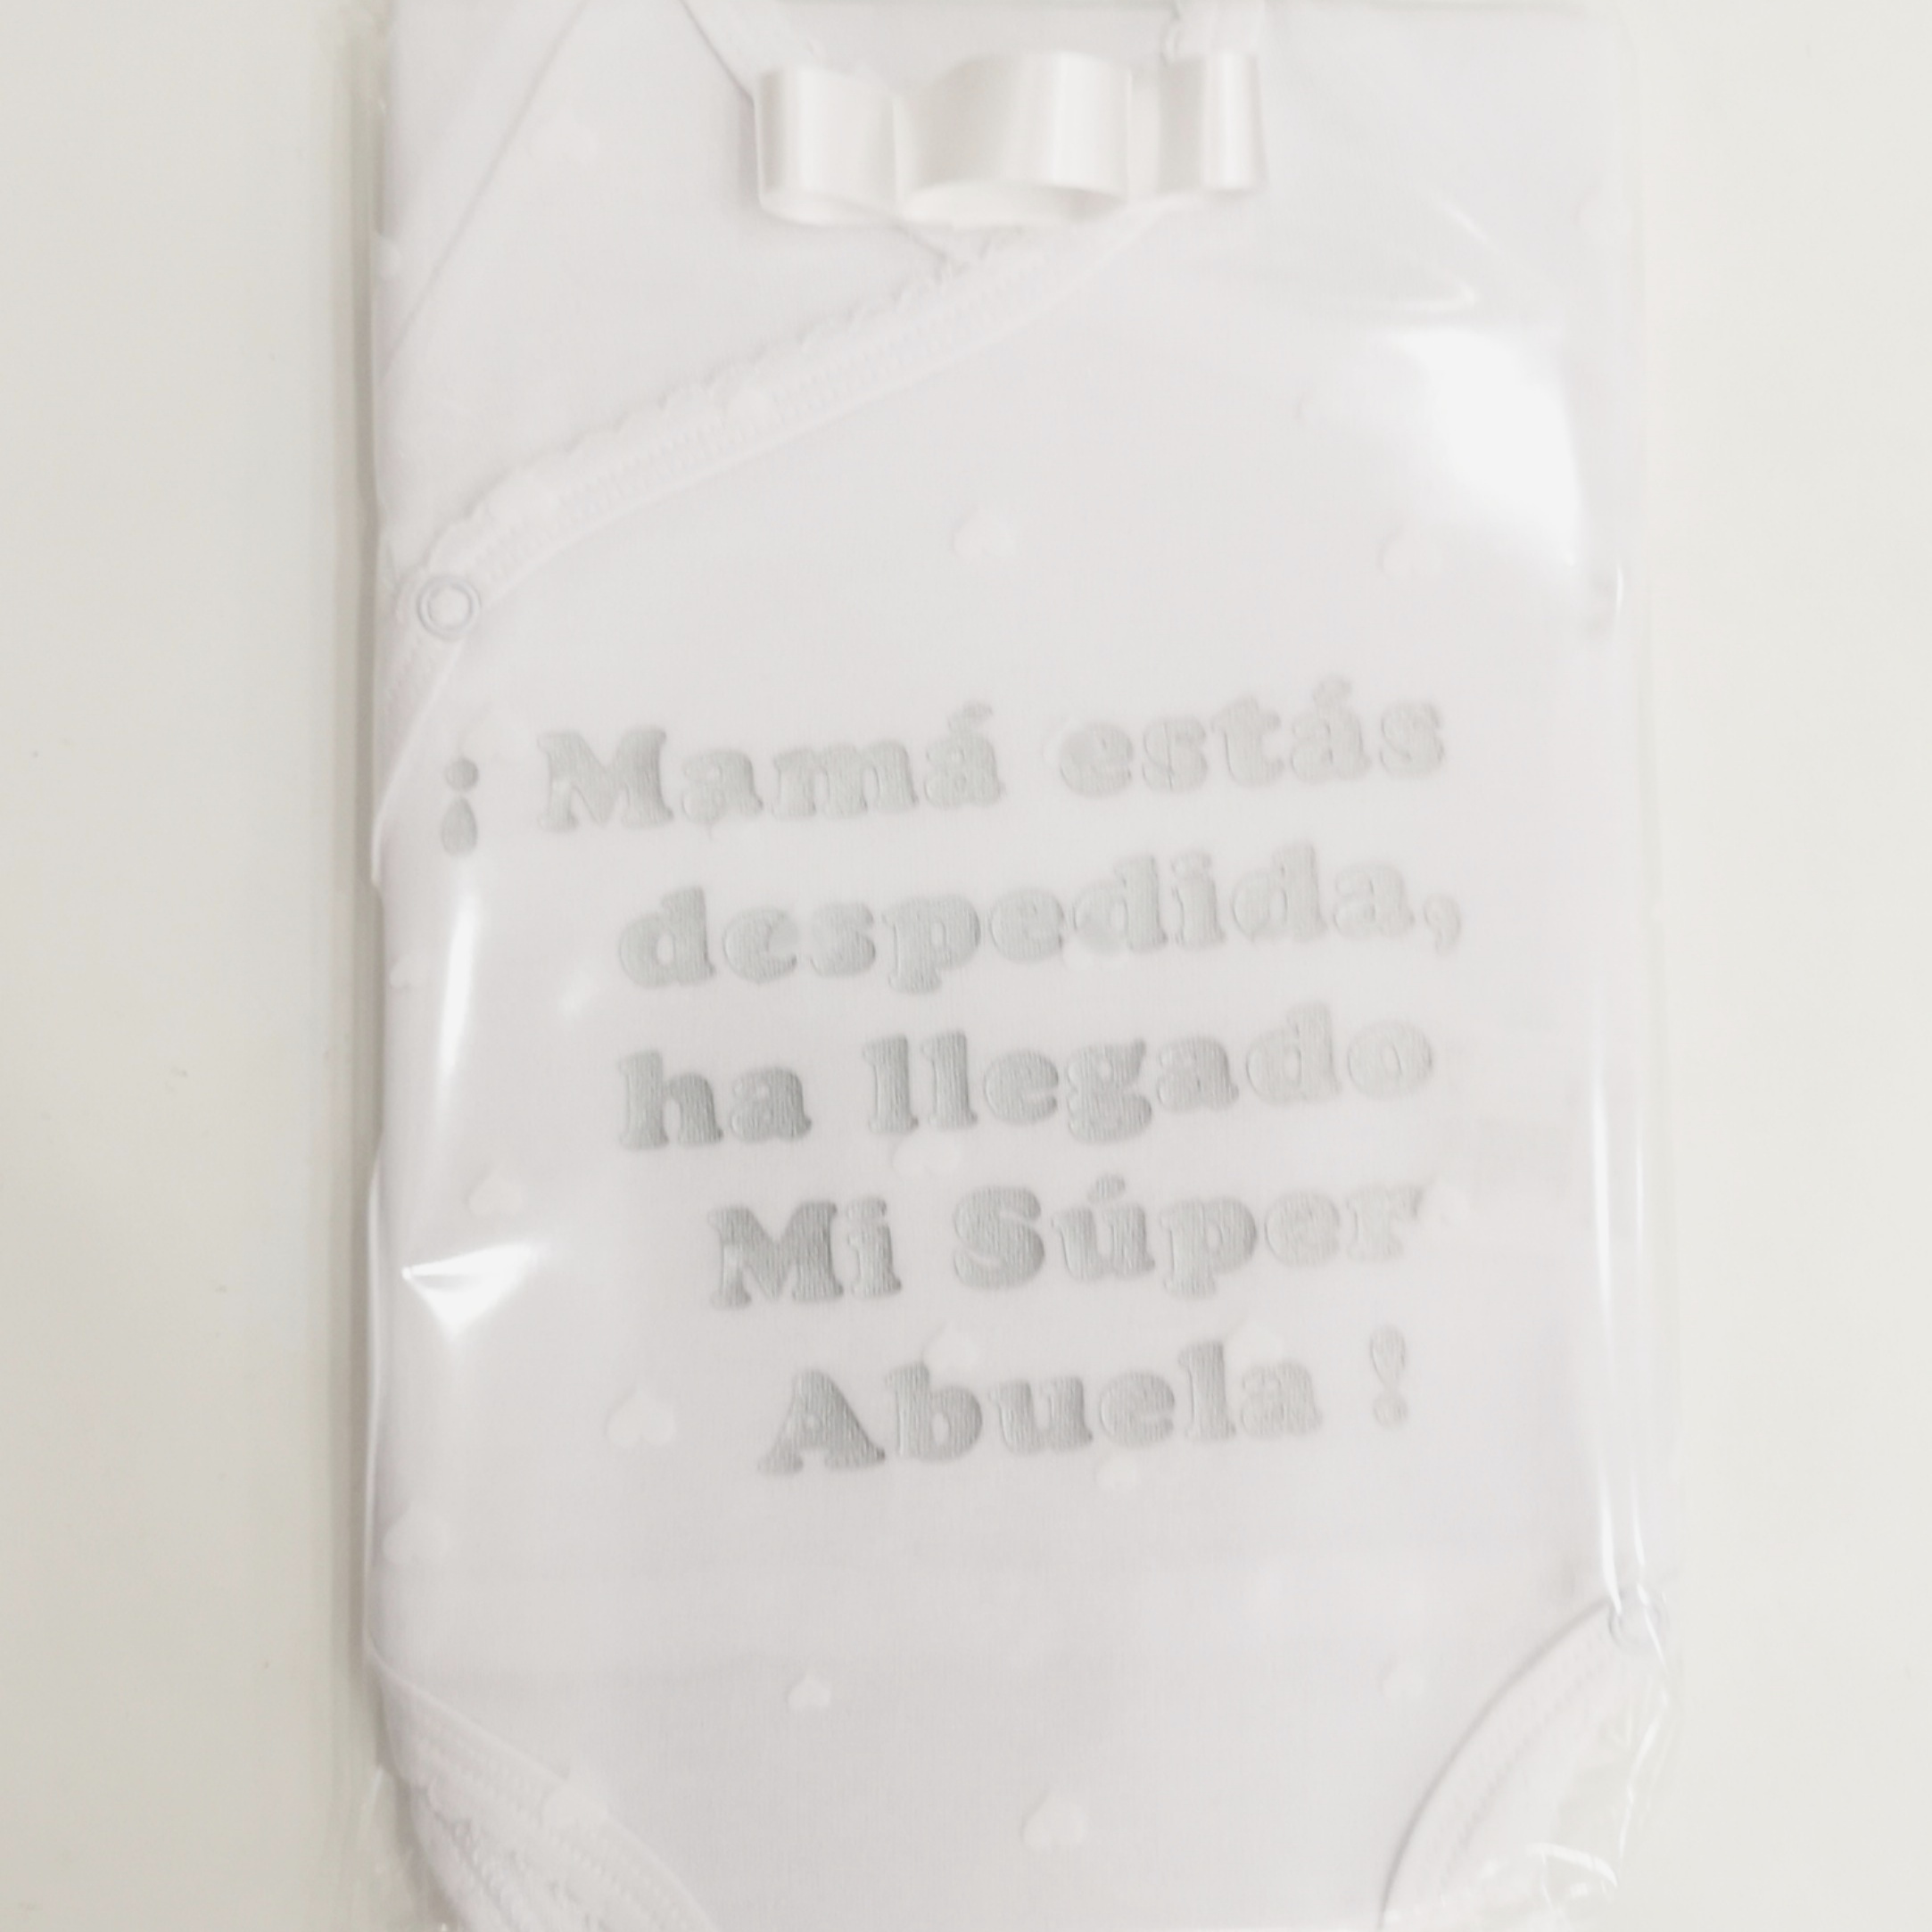 ¡ Mamá estás
despedida,
ha llegado
Mi Súper
Abuela !